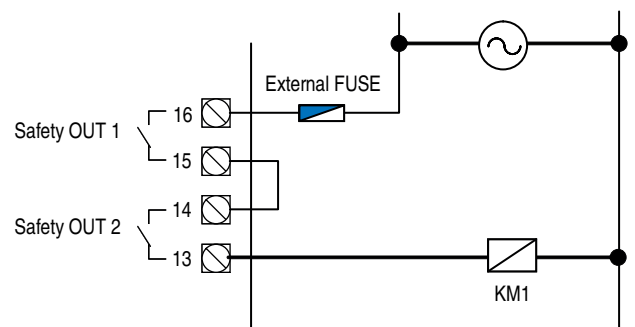 External FUSE
16
Safety OUT 1
15
14
Safety OUT 2
13
KM1